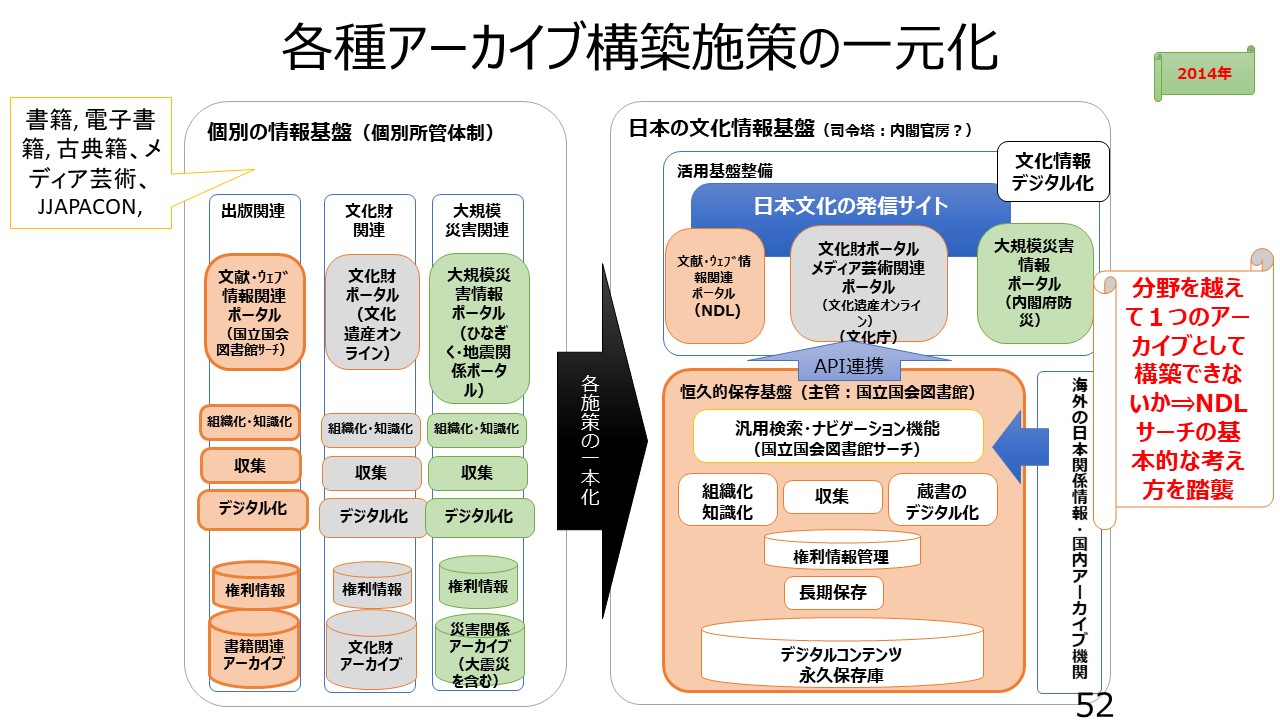 各種アーカイブ構築施策の一元化
2014年
書籍, 電子書
籍, 古典籍、メ
ディア芸術、
JJAPACON,
個別の情報基盤（個別所管体制）
出版関連
文化財
関連
大規模
災害関連
文献・ｳｪﾌﾞ
情報関連
ポータル
（国立国会
図書館ｻｰﾁ）
文化財
ポータル
（文化
遺産オン
ライン）
大規模災
害情報
ポータル
（ひなぎ
く・地震関
係ポータ
ル）
組織化・知識化
組織化・知識化
組織化・知識化
収集
収集
収集
デジタル化
デジタル化
デジタル化
権利情報
権利情報
権利情報
書籍関連
アーカイブ
文化財
アーカイブ
災害関係
アーカイブ
（大震災
を含む）
各施策の一本化
日本の文化情報基盤（司令塔：内閣官房？）
活用基盤整備
文化情報
デジタル化
日本文化の発信サイト
文献・ｳｪﾌﾞ情
報関連
ポータル
（NDL)
文化財ポータル
メディア芸術関連
ポータル
（文化遺産オンライ
ン）
（文化庁）
大規模災害
情報
ポータル
（内閣府防
災）
API連携
恒久的保存基盤（主管：国立国会図書館）
汎用検索・ナビゲーション機能
（国立国会図書館サーチ）
組織化
知識化
収集
蔵書の
デジタル化
権利情報管理
長期保存
デジタルコンテンツ
永久保存庫
海外の日本関係情報・国内アーカイブ機関
分野を越え
て１つのアー
カイブとして
構築できな
いか⇒NDL
サーチの基
本的な考え
方を踏襲
52